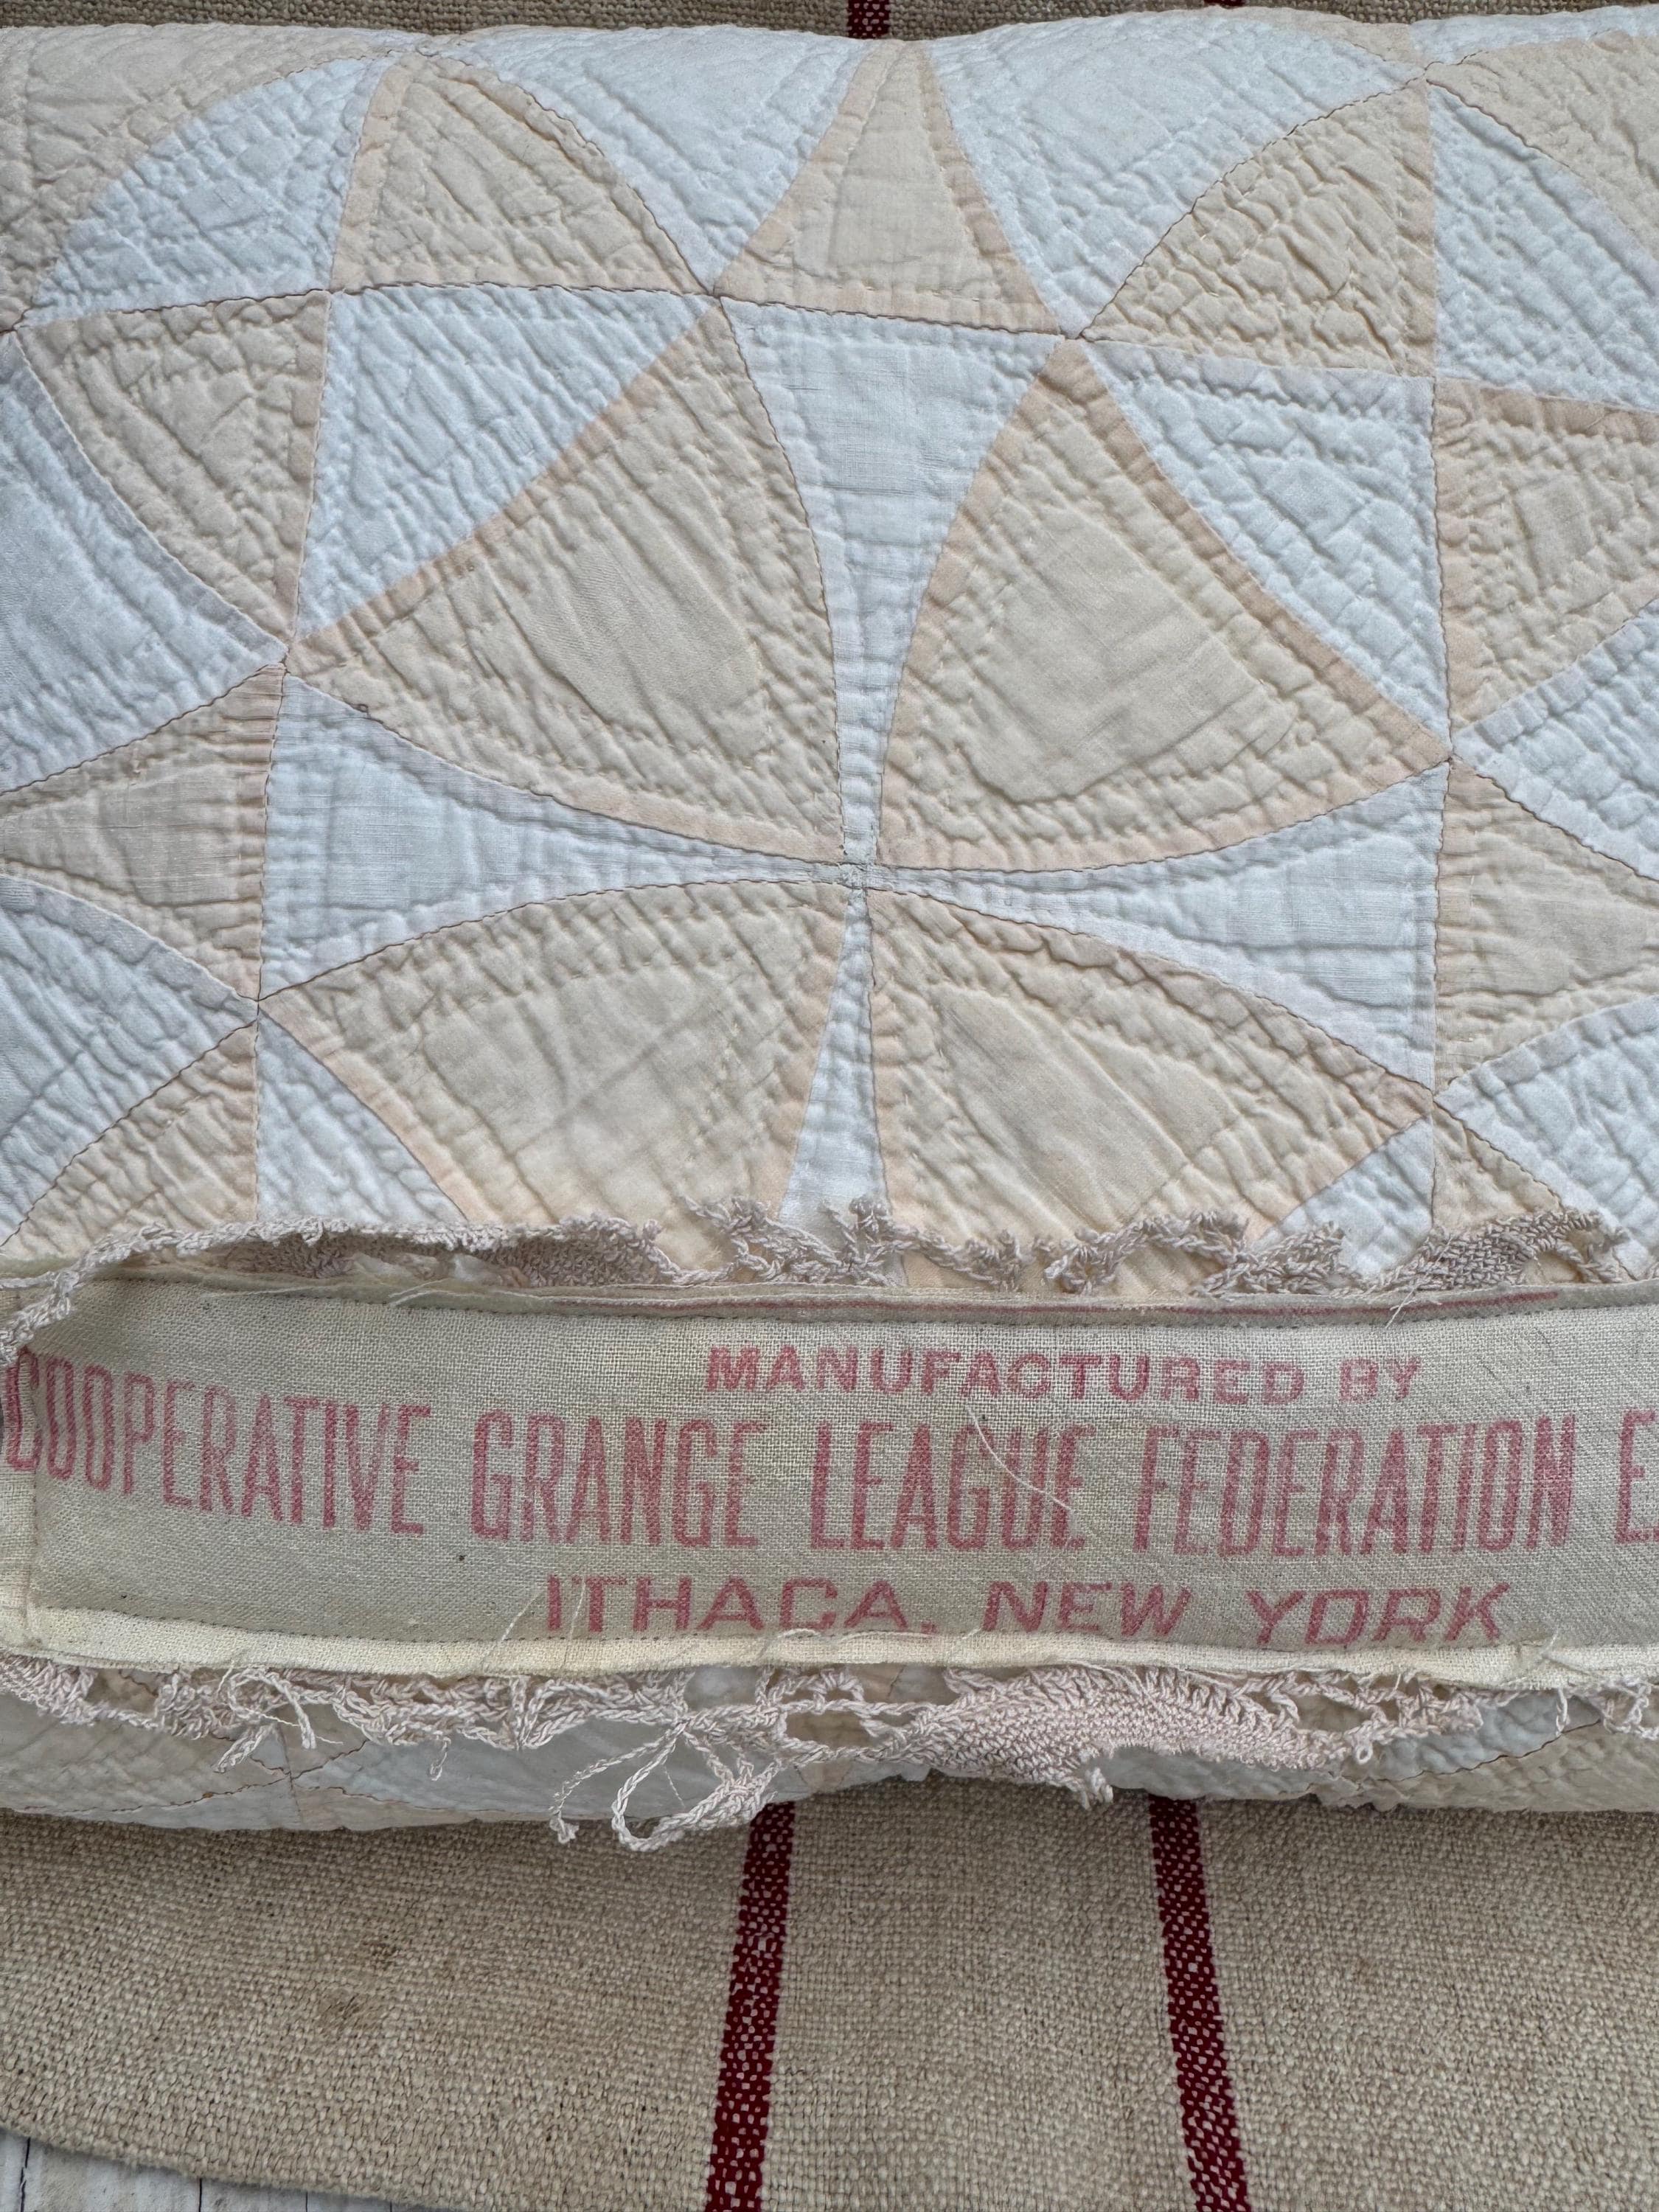 MANUFACTURED BY
COOPERATIVE GRANGE LEAGUE FEDERATION E
ITHACA, NEW YORK